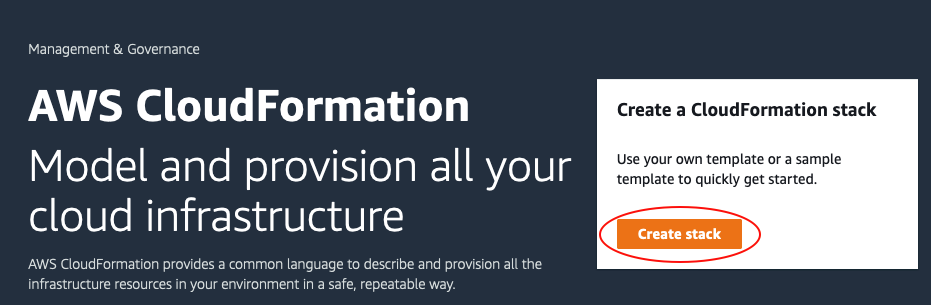 Management & Governance
AWS CloudFormation
Model and provision all your
cloud infrastructure
AWS CloudFormation provides a common language to describe and provision all the
infrastructure resources in your environment in a safe, repeatable way.
Create a CloudFormation stack
Use your own template or a sample
template to quickly get started.
Create stack